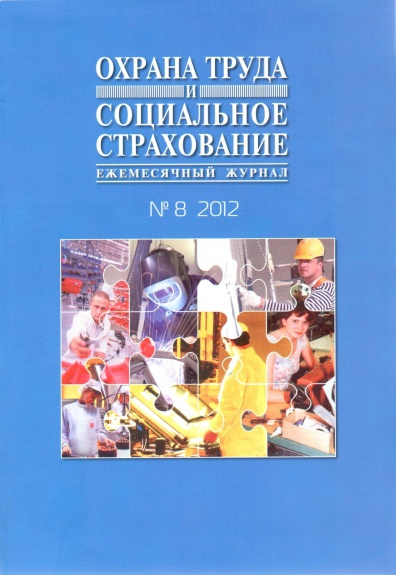 ОХРАНА ТРУДА
И
СОЦИАЛЬНОЕ
СТРАХОВАНИЕ
ЕЖЕМЕСЯЧНЫЙ ЖУРНАЛ
№ 8 2012